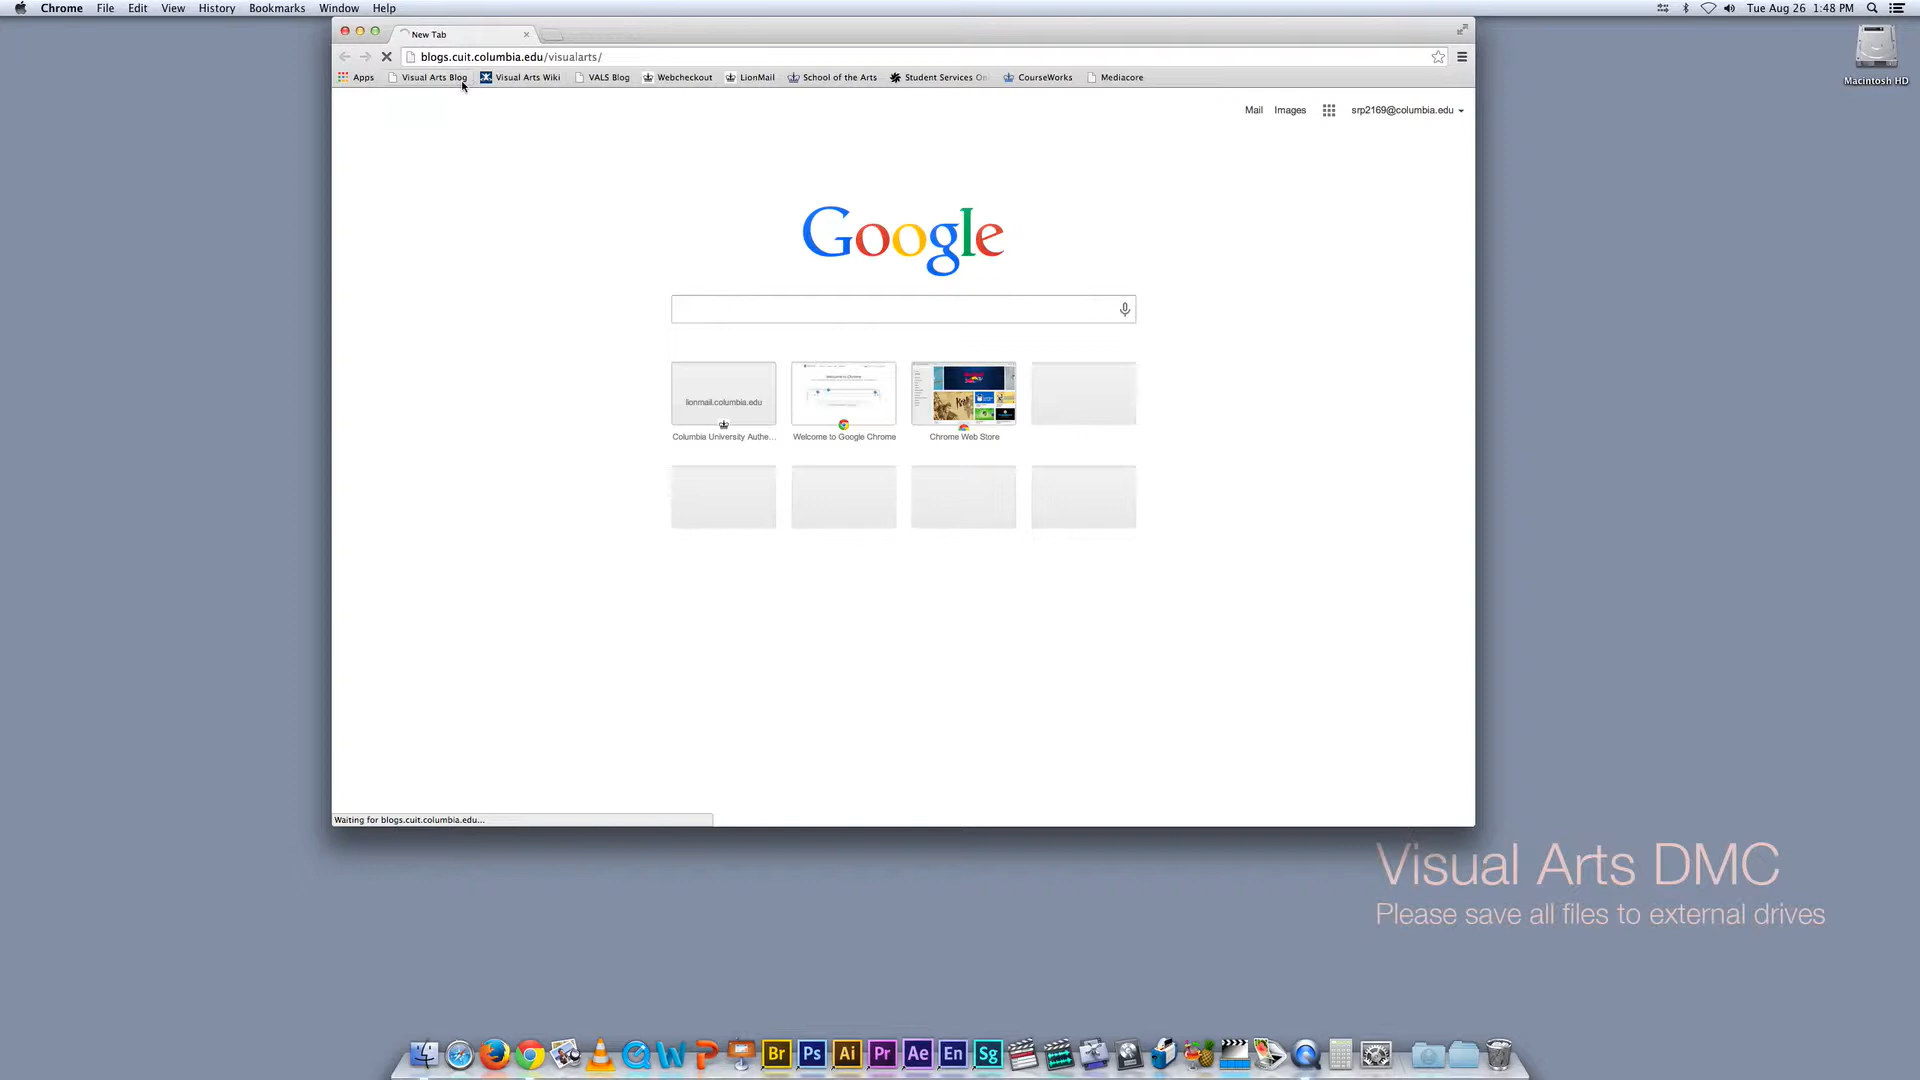 Chrome File Edit View History Bookmarks Window Help
Tue Aug 26 1:48 PM
New Tab
blogs.cuit.columbia.edu/visualarts/
Apps Visual Arts Blog Visual Arts Wiki VALS Blog Webcheckout LionMail School of the Arts Student Services On CourseWorks Mediacore
Macintosh HD
Mail Images srp2169@columbia.edu
Google
lionmail.columbia.edu
Columbia University Authe... Welcome to Google Chrome Chrome Web Store
Waiting for blogs.cuit.columbia.edu...
Visual Arts DMC
Please save all files to external drives
Br Ps Ai Pr Ae En Sg